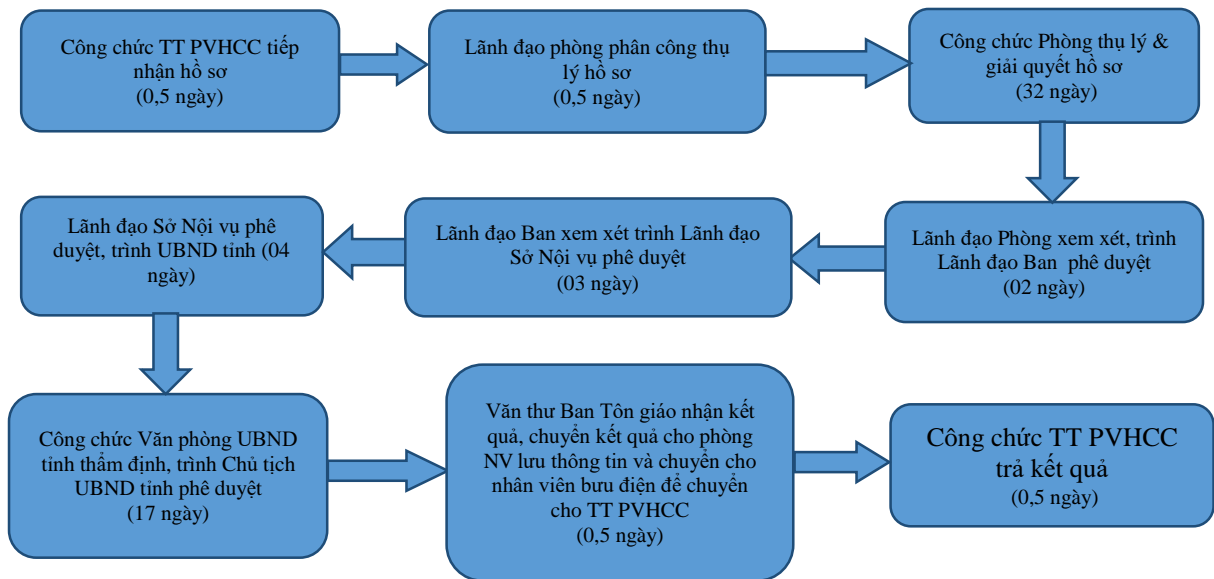 Công chức TT PVHCC tiếp
nhận hồ sơ
(0,5 ngày)
Lãnh đạo phòng phân công thụ
lý hồ sơ
(0,5 ngày)
Công chức Phòng thụ lý &
giải quyết hồ sơ
(32 ngày)
Lãnh đạo Phòng xem xét, trình
Lãnh đạo Ban phê duyệt
(02 ngày)
Lãnh đạo Ban xem xét trình Lãnh đạo
Sở Nội vụ phê duyệt
(03 ngày)
Lãnh đạo Sở Nội vụ phê
duyệt, trình UBND tỉnh (04
ngày)
Công chức Văn phòng UBND
tỉnh thẩm định, trình Chủ tịch
UBND tỉnh phê duyệt
(17 ngày)
Văn thư Ban Tôn giáo nhận kết
quả, chuyển kết quả cho phòng
NV lưu thông tin và chuyển cho
nhân viên bưu điện để chuyển
cho TT PVHCC
(0,5 ngày)
Công chức TT PVHCC
trả kết quả
(0,5 ngày)